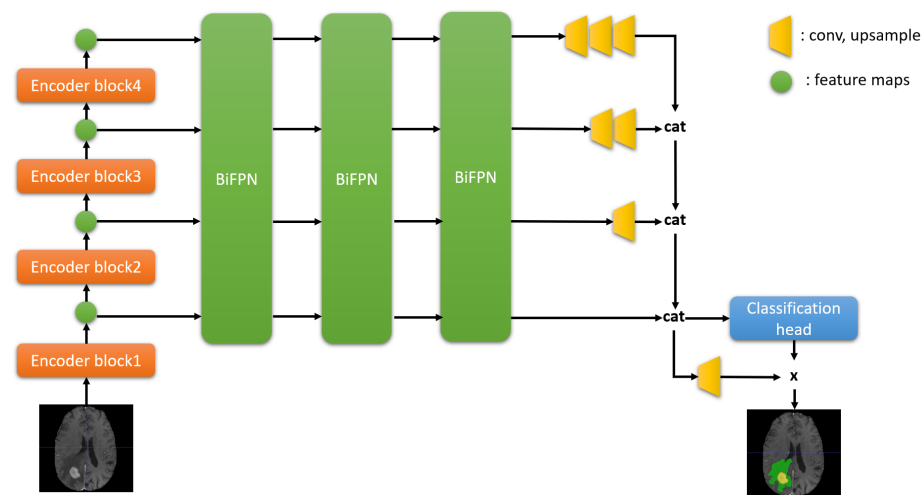 : conv, upsample
: feature maps
Encoder block4
Encoder block3
Encoder block2
Encoder block1
BiFPN
BiFPN
BiFPN
cat
cat
cat
Classification
head
x